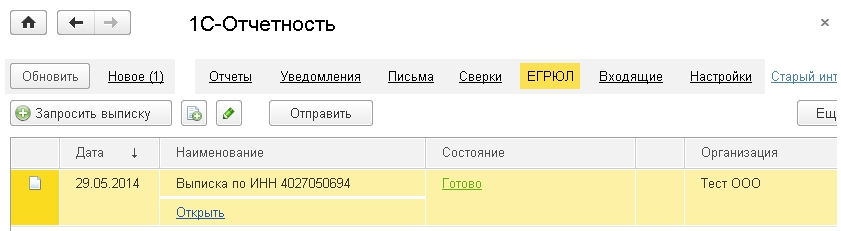 1С-Отчетность
Обновить Новое (1) Отчеты Уведомления Письма Сверки ЕГРЮЛ Входящие Настройки Старый инт
Запросить выписку Отправить Ещ
Дата ↓ Наименование Состояние Организация
29.05.2014 Выписка по ИНН 4027050694 Готово Тест ООО
Открыть